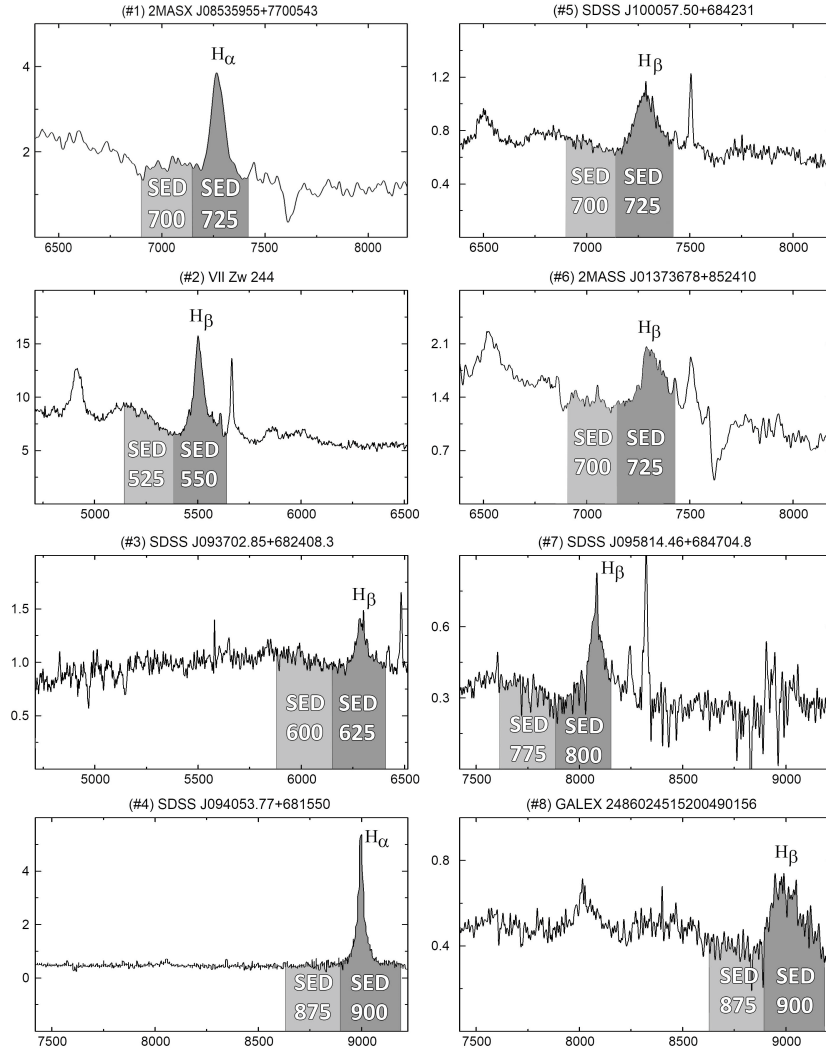 (#1) 2MASX J08535955+7700543
Hα
4
2
SED
700
SED
725
6500 7000 7500 8000
(#5) SDSS J100057.50+684231
Hβ
1.2
0.8
0.4
SED
700
SED
725
6500 7000 7500 8000
(#2) VII Zw 244
Hβ
15
10
5
SED
525
SED
550
5000 5500 6000 6500
(#6) 2MASS J01373678+852410
Hβ
2.1
1.4
0.7
SED
700
SED
725
6500 7000 7500 8000
(#3) SDSS J093702.85+682408.3
Hβ
1.5
1.0
0.5
SED
600
SED
625
5000 5500 6000 6500
(#7) SDSS J095814.46+684704.8
Hβ
0.6
0.3
SED
775
SED
800
7500 8000 8500 9000
(#4) SDSS J094053.77+681550
Hα
4
2
0
SED
875
SED
900
7500 8000 8500 9000
(#8) GALEX 2486024515200490156
Hβ
0.8
0.4
SED
875
SED
900
7500 8000 8500 9000